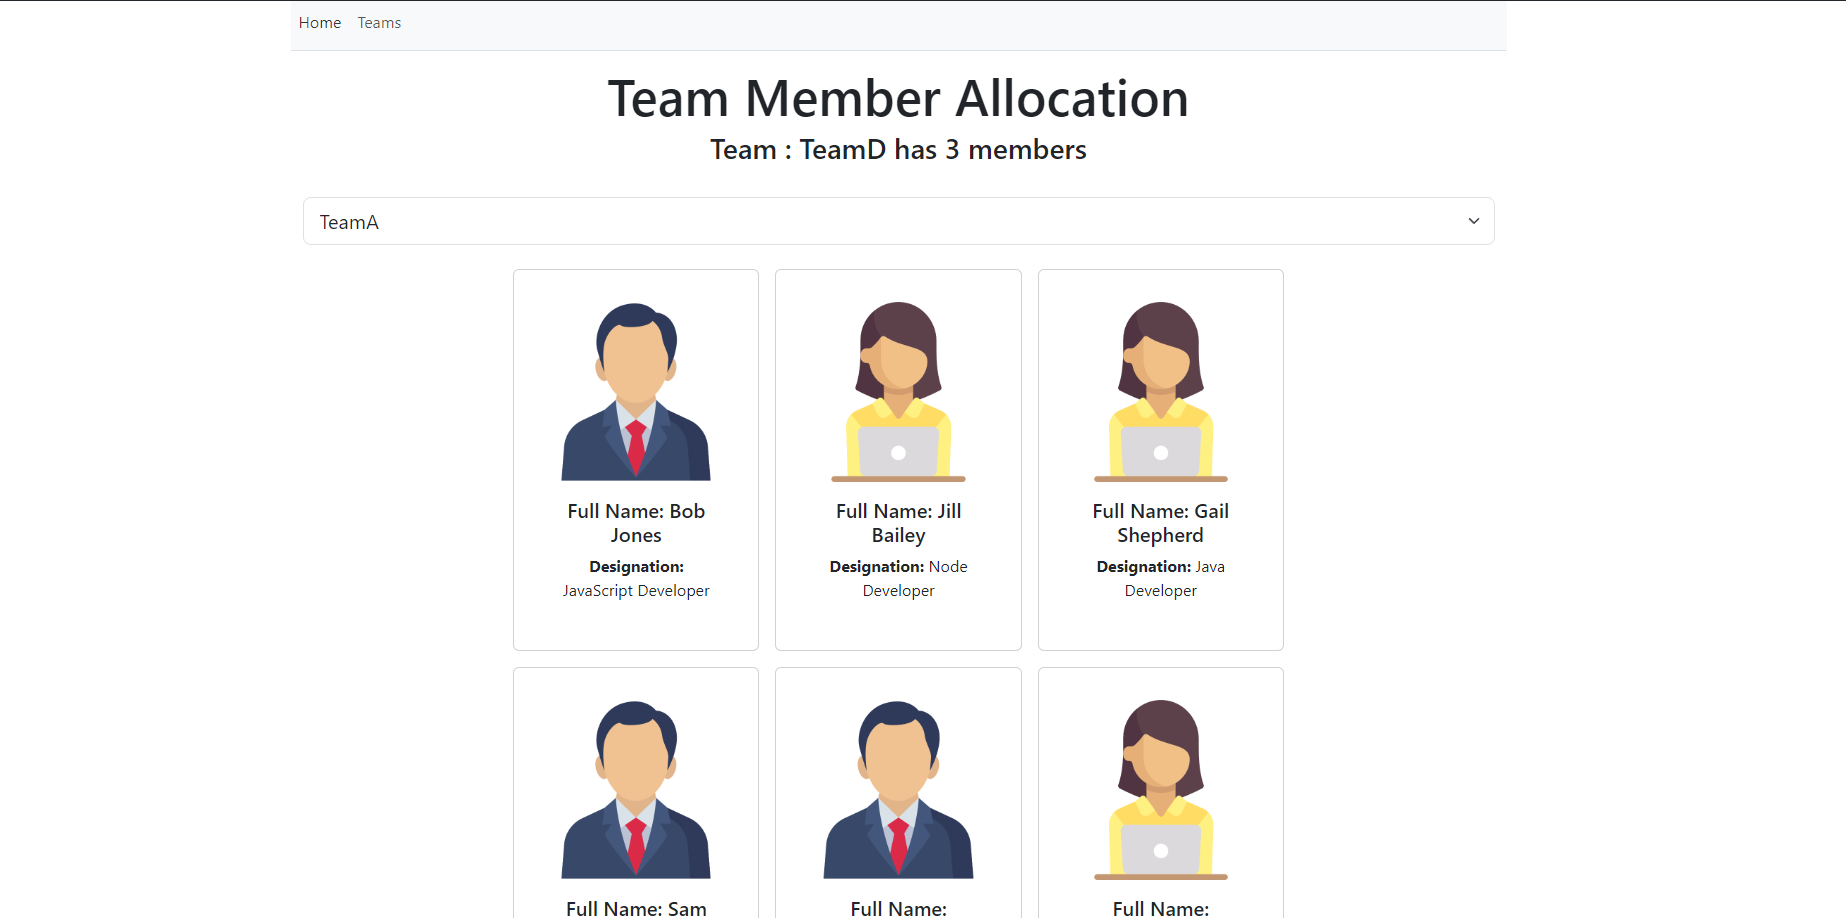 Home Teams
Team Member Allocation
Team : TeamD has 3 members
TeamA
Full Name: Bob
Jones
Designation:
JavaScript Developer
Full Name: Jill
Bailey
Designation: Node
Developer
Full Name: Gail
Shepherd
Designation: Java
Developer
Full Name: Sam
Full Name:
Full Name: